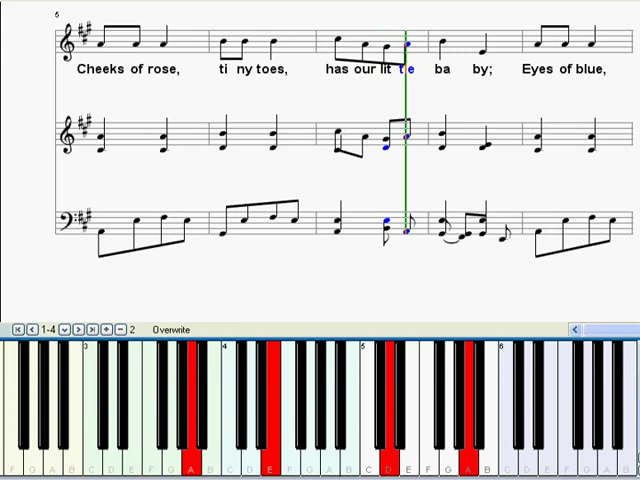 5
Cheeks of rose, ti ny toes, has our lit tle ba by; Eyes of blue,
1-4 2 Overwrite
3 4 5 6
F G A B C D E F G A B C D E F G A B C D E F G A B C D E F G A B